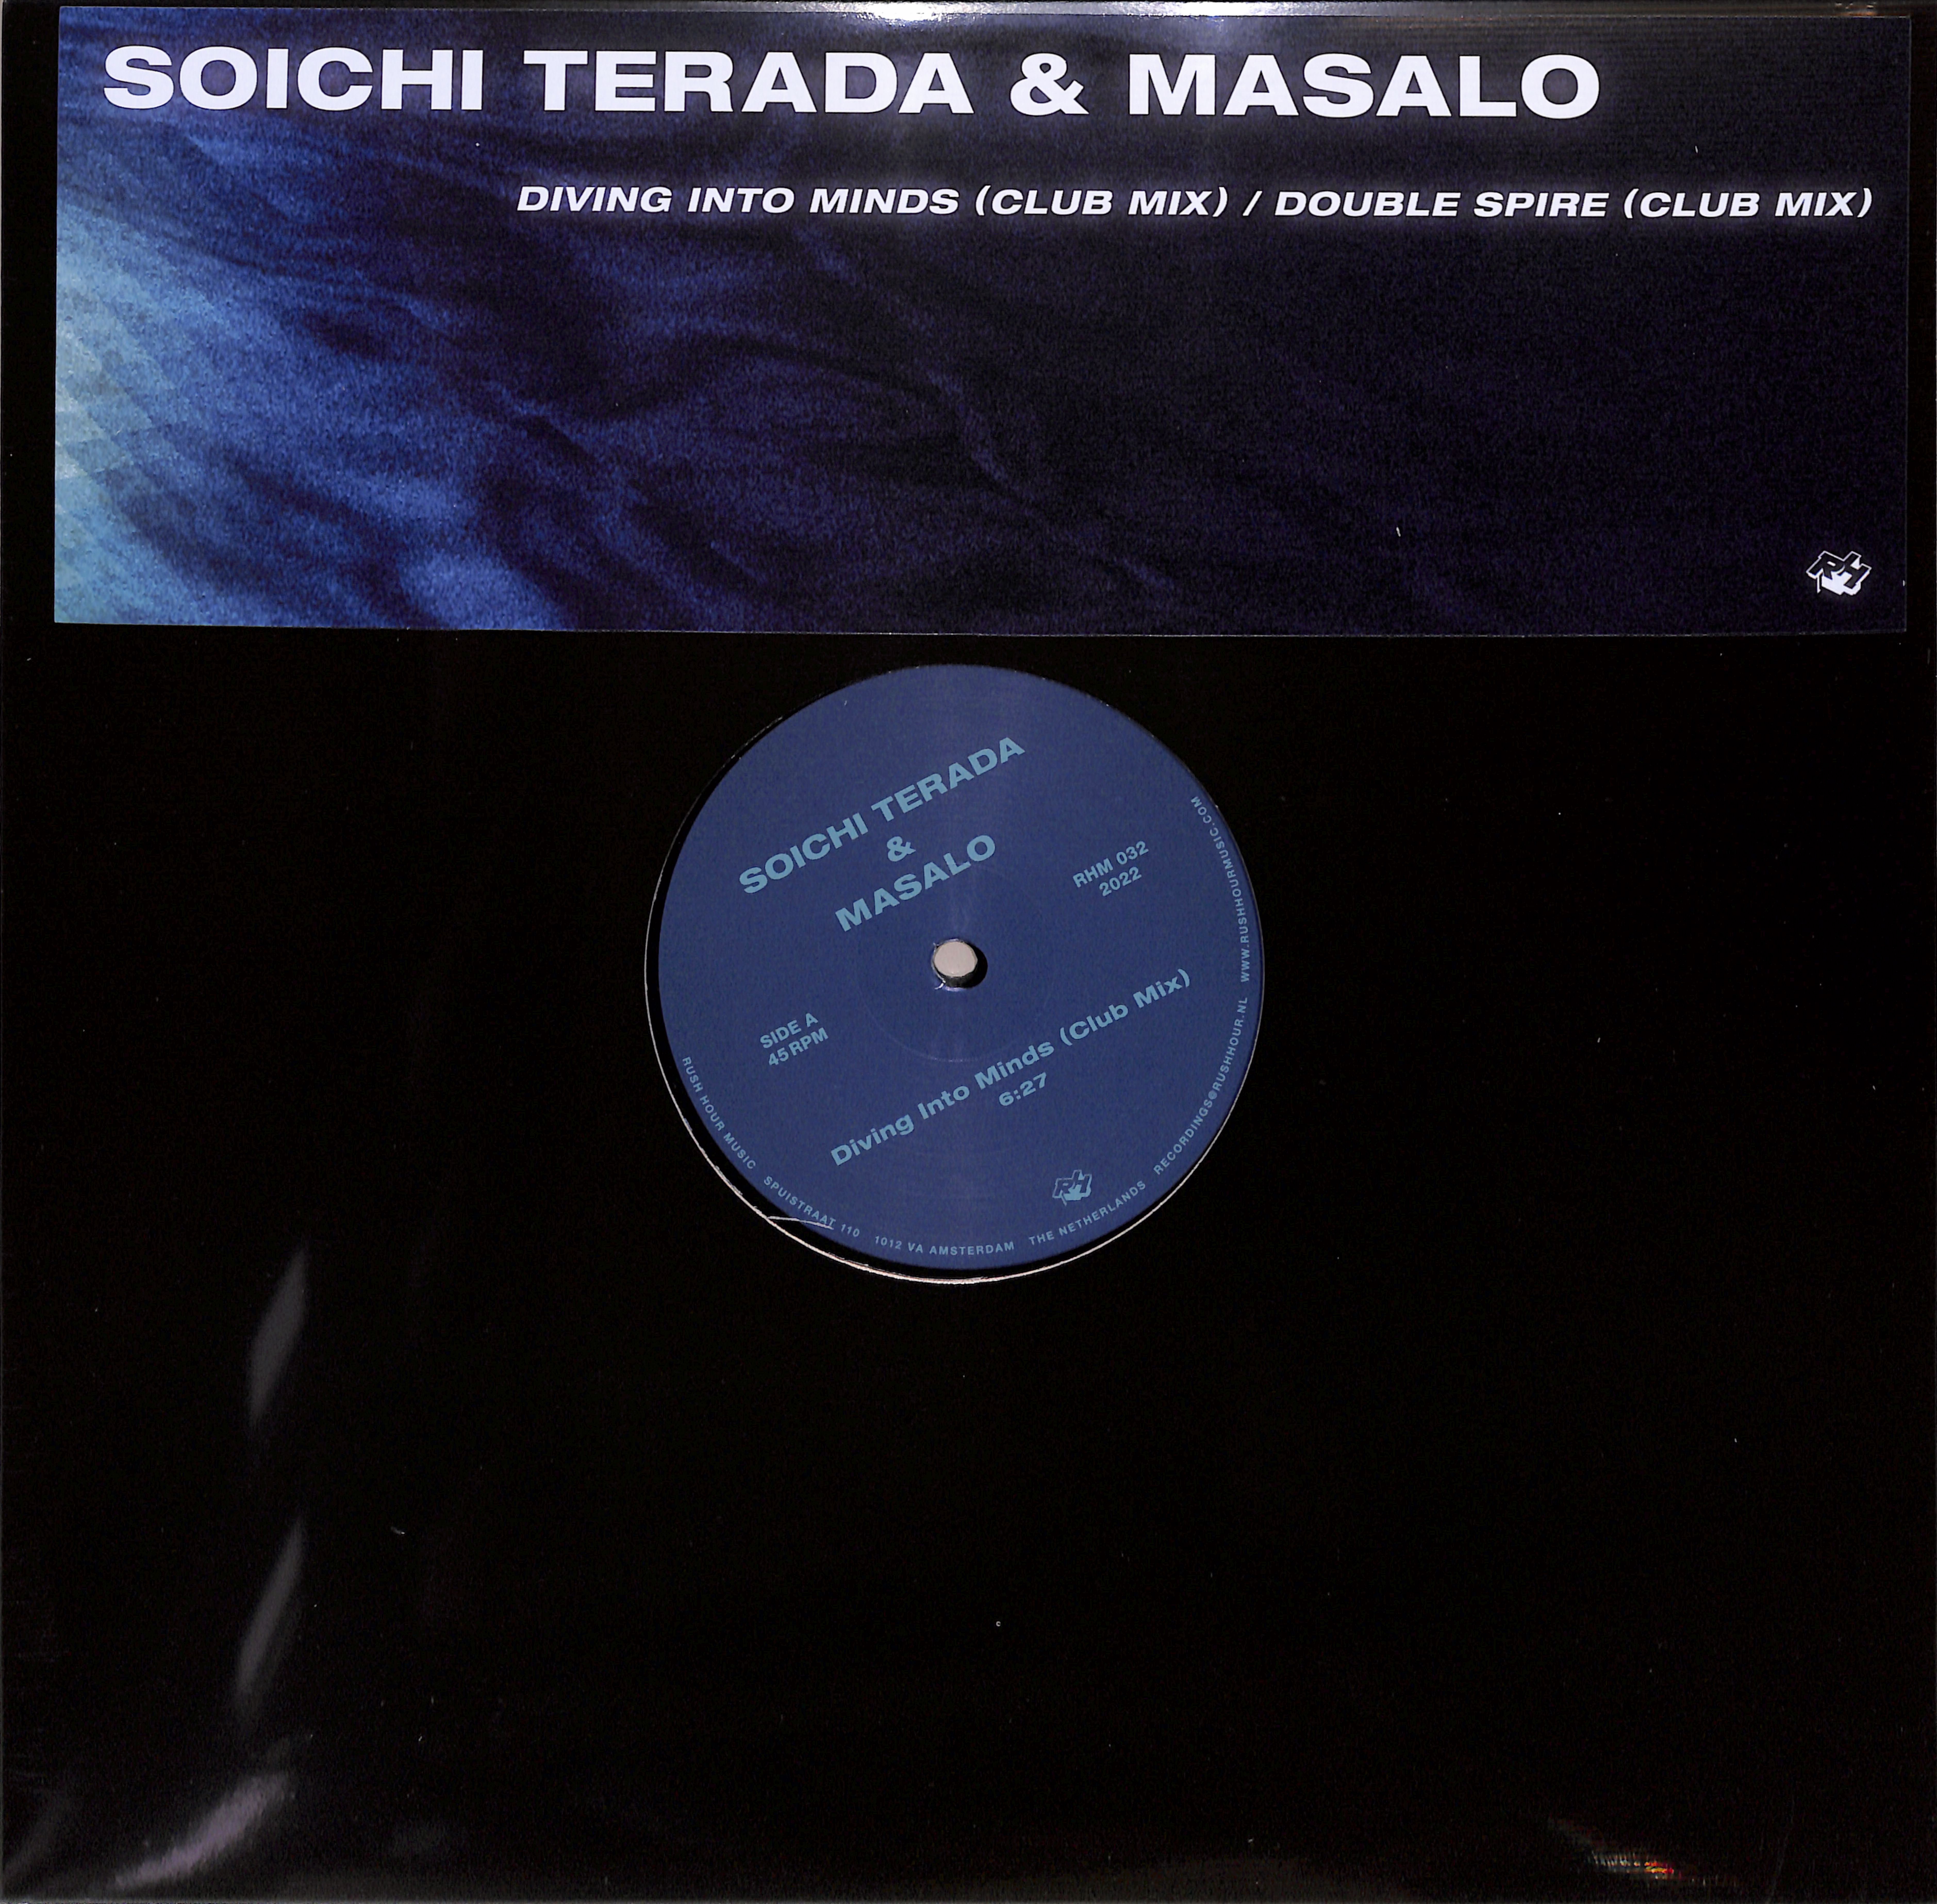 SOICHI TERADA & MASALO
DIVING INTO MINDS (CLUB MIX) / DOUBLE SPIRE (CLUB MIX)
RH
SOICHI TERADA
&
MASALO
RHM 032
2022
SIDE A
45 RPM
Diving Into Minds (Club Mix)
6:27
RH
RUSH HOUR MUSIC SPUISTRAAT 110 1012 VA AMSTERDAM THE NETHERLANDS RECORDINGS@RUSHHOUR.NL WWW.RUSHHOURMUSIC.COM